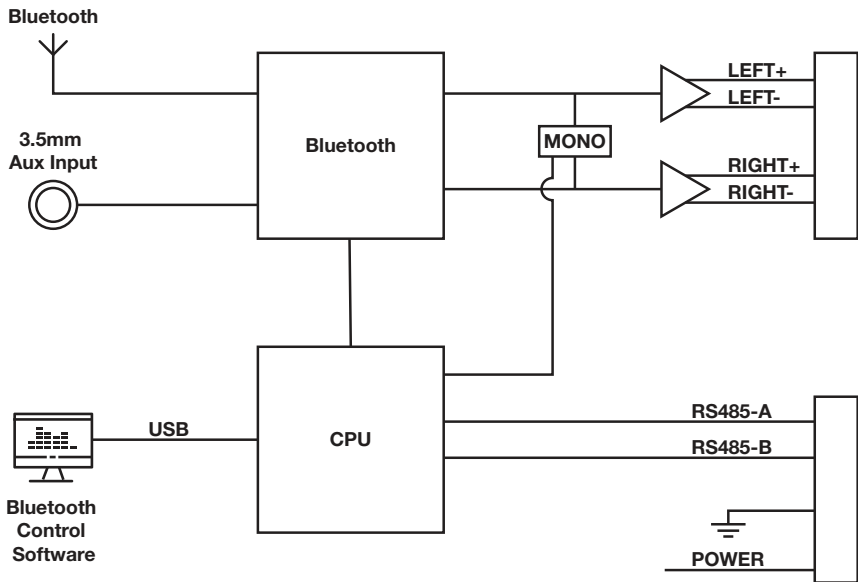 Bluetooth
3.5mm
Aux Input
Bluetooth
MONO
LEFT+
LEFT-
RIGHT+
RIGHT-
CPU
USB
RS485-A
RS485-B
POWER
Bluetooth
Control
Software